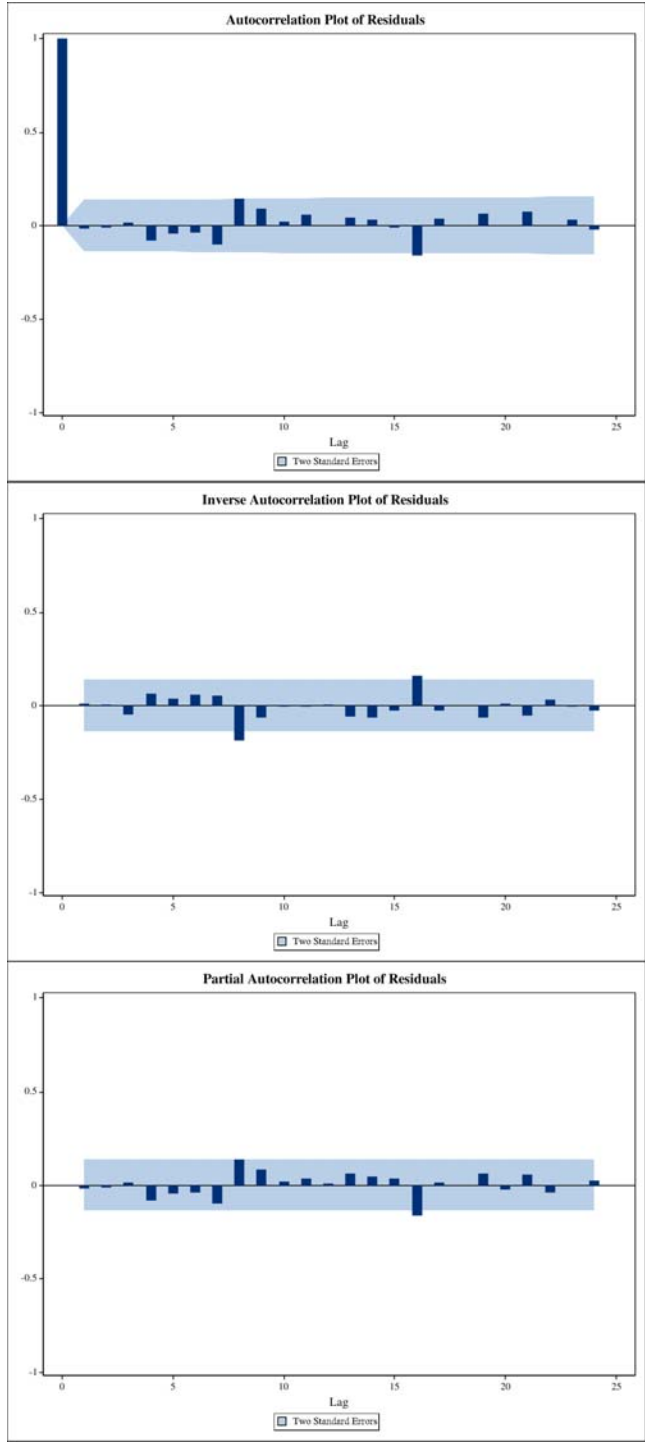 Autocorrelation Plot of Residuals
1
0.5
0
-0.5
-1
0 5 10 15 20 25
Lag
Two Standard Errors
Inverse Autocorrelation Plot of Residuals
1
0.5
0
-0.5
-1
0 5 10 15 20 25
Lag
Two Standard Errors
Partial Autocorrelation Plot of Residuals
1
0.5
0
-0.5
-1
0 5 10 15 20 25
Lag
Two Standard Errors